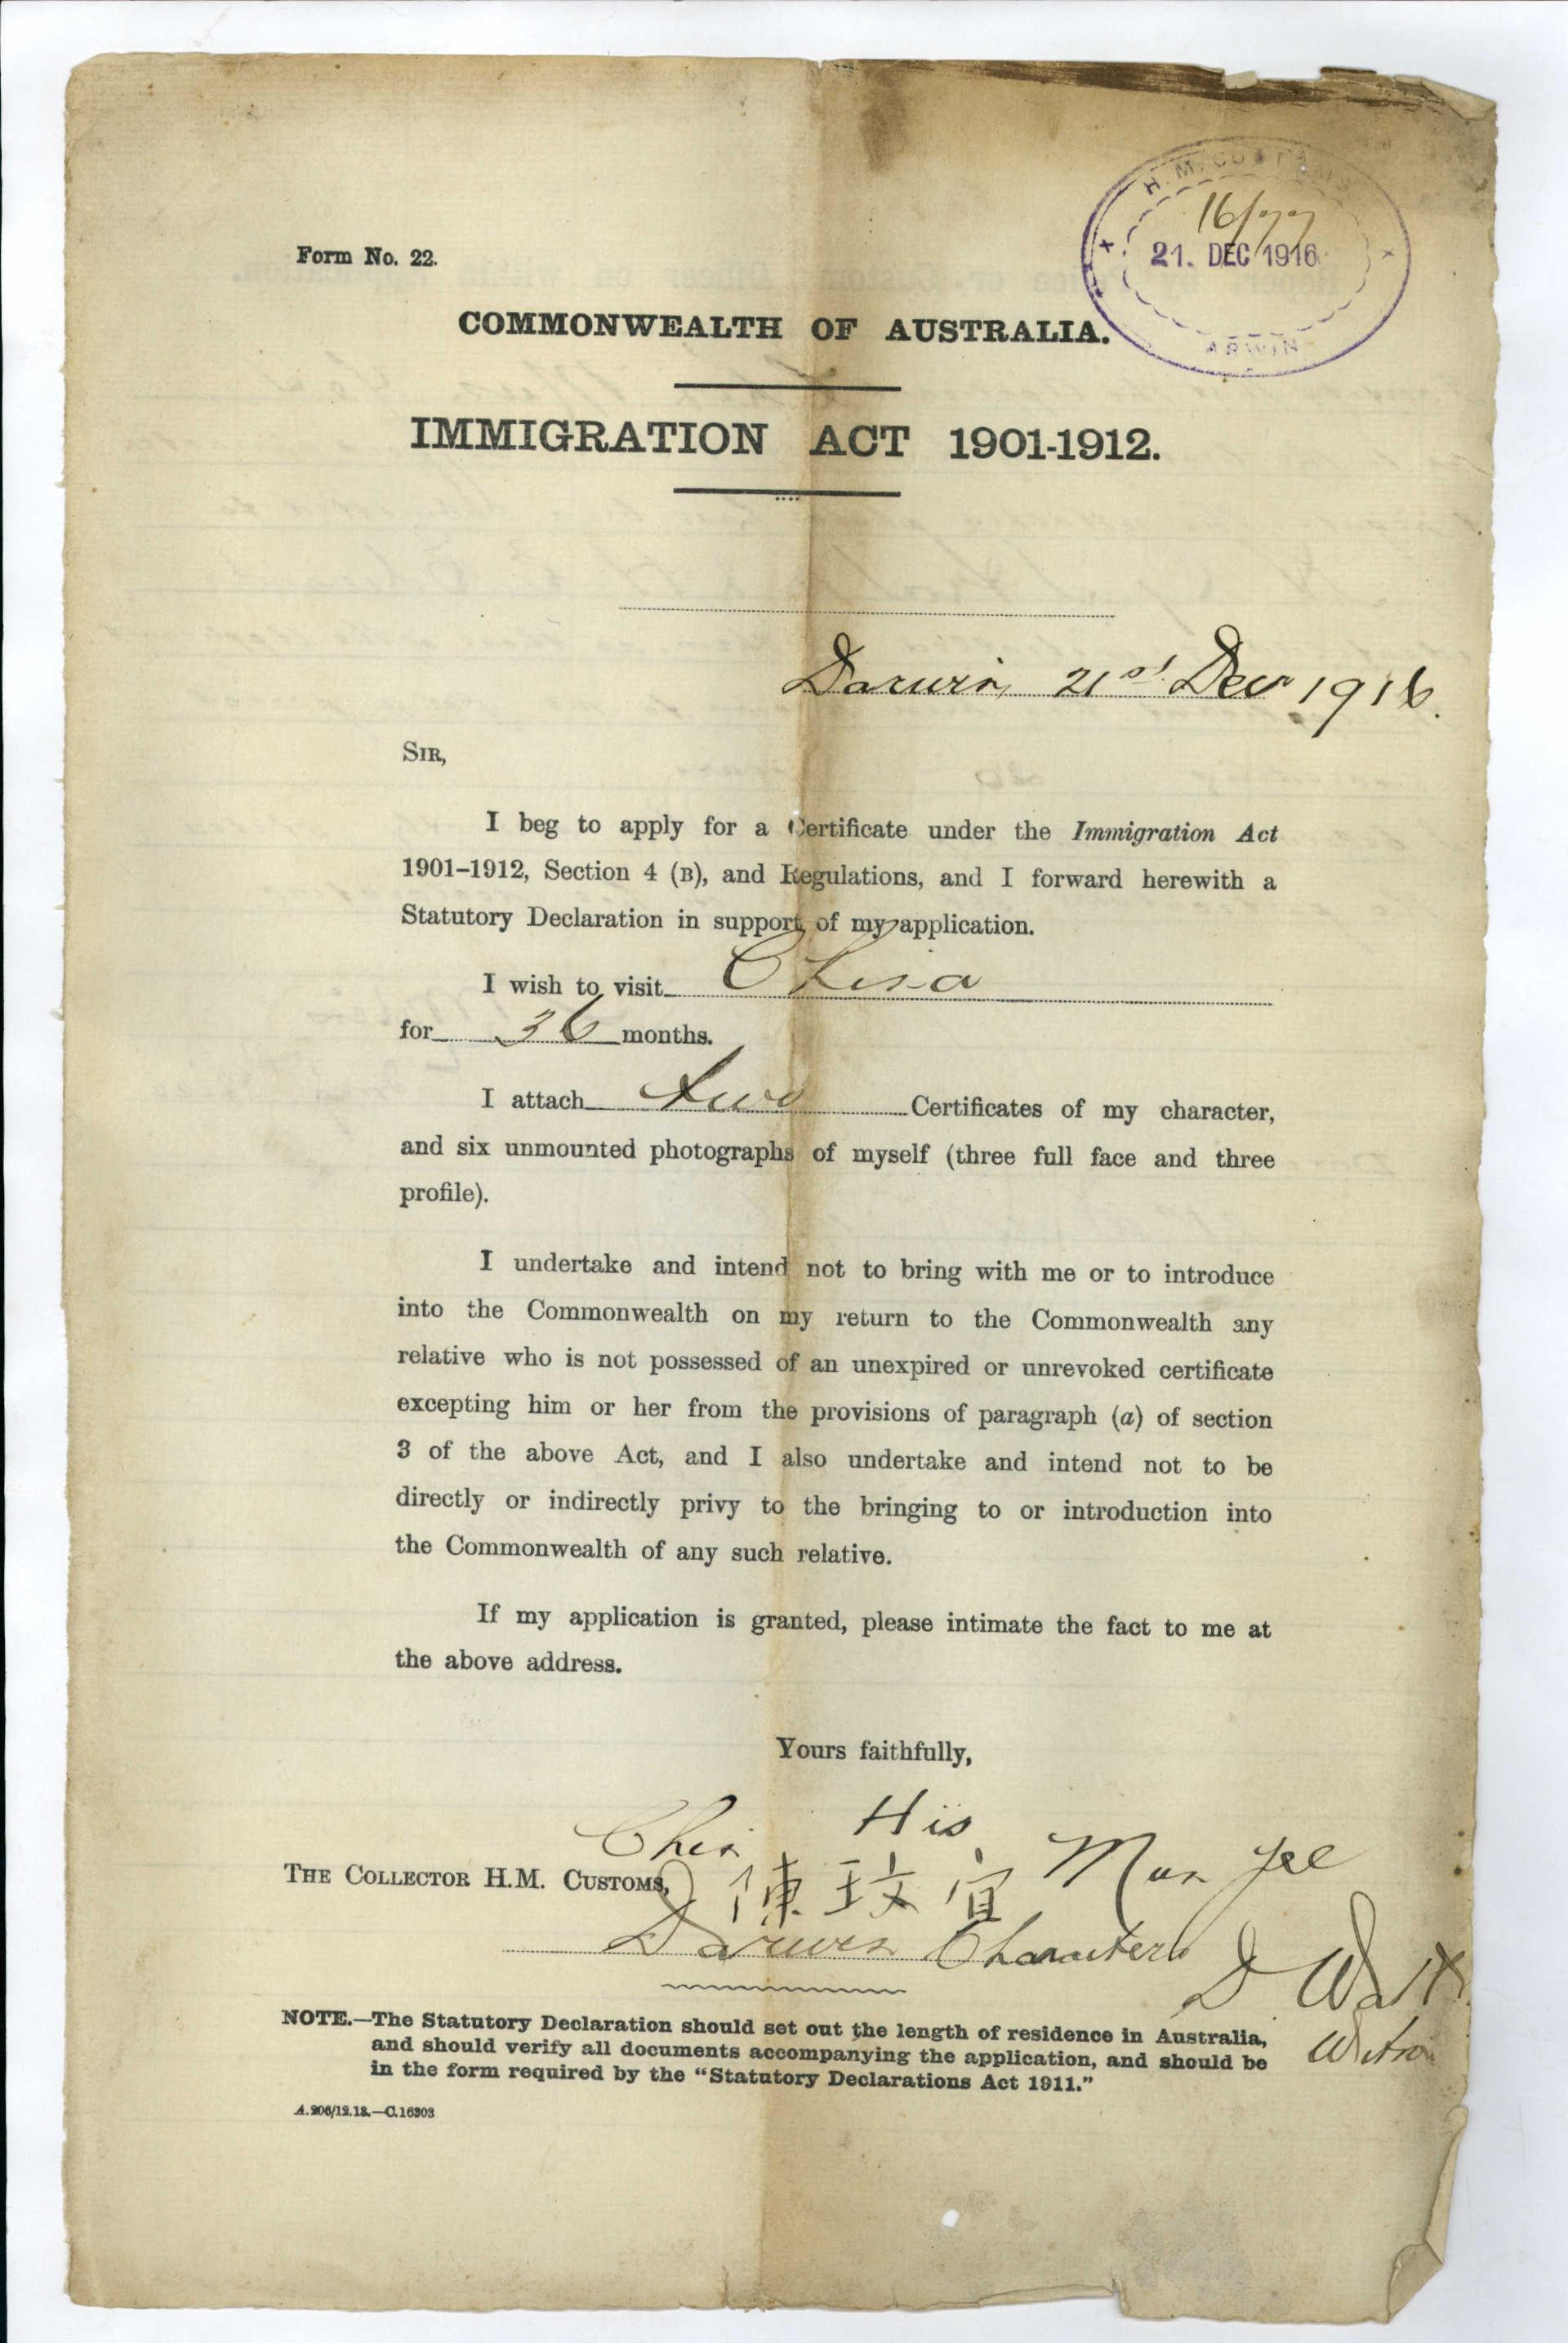 H. M. CUSTOMS
16/77
21. DEC 1916
ARWIN
Form No. 22.
COMMONWEALTH OF AUSTRALIA.
IMMIGRATION ACT 1901-1912.
Darwin 21st Decr 1916.
SIR,
I beg to apply for a Certificate under the Immigration Act
1901–1912, Section 4 (B), and Regulations, and I forward herewith a
Statutory Declaration in support of my application.
I wish to visit China
for 36 months.
I attach two Certificates of my character,
and six unmounted photographs of myself (three full face and three
profile).
I undertake and intend not to bring with me or to introduce
into the Commonwealth on my return to the Commonwealth any
relative who is not possessed of an unexpired or unrevoked certificate
excepting him or her from the provisions of paragraph (a) of section
3 of the above Act, and I also undertake and intend not to be
directly or indirectly privy to the bringing to or introduction into
the Commonwealth of any such relative.
If my application is granted, please intimate the fact to me at
the above address.
Yours faithfully,
Chin His Mun Yee
THE COLLECTOR H.M. CUSTOMS, 陳玟宜
Darwin Characters
D Watt
Witness
NOTE.—The Statutory Declaration should set out the length of residence in Australia,
and should verify all documents accompanying the application, and should be
in the form required by the “Statutory Declarations Act 1911.”
A.206/12.13.—C.16303